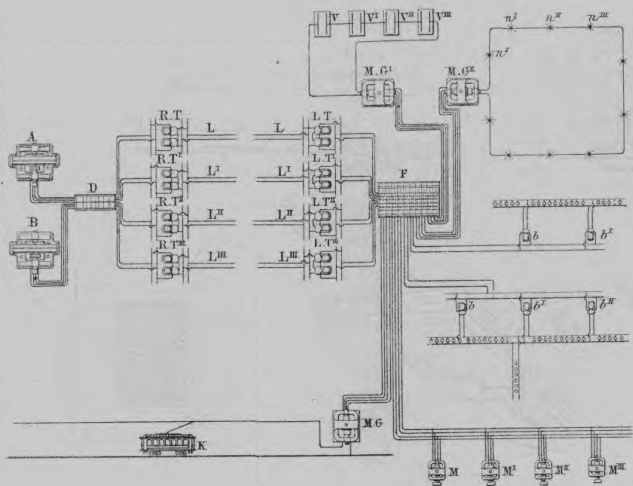 V V^I V^II V^III
n^I n^II n^III
n^I
M.G^I M.G^II
A
R.T L L L.T
R.T^I L^I L^I L.T^I
F
D
B
R.T^II L^II L^II L.T^II
R.T^III L^III L^III L.T^III
b b^I
b b^I b^II
M.G
K
M M^I M^II M^III